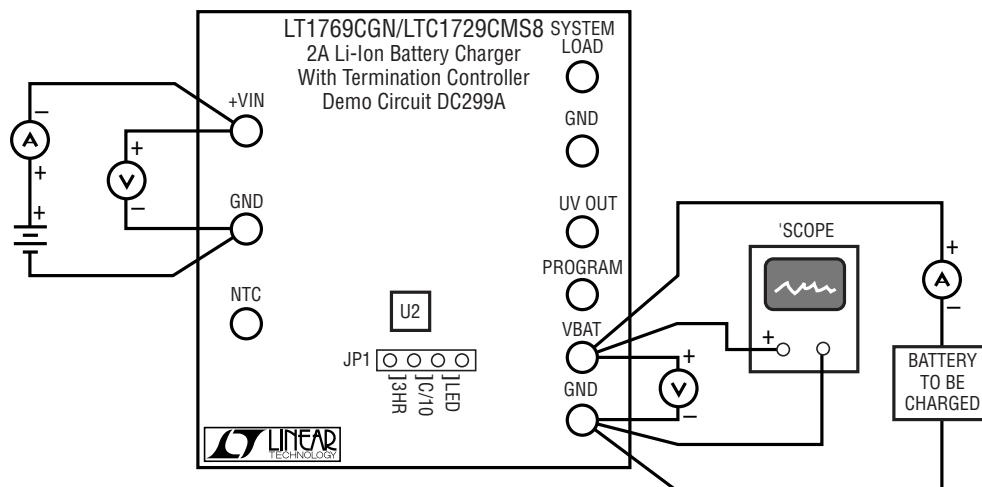 LT1769CGN/LTC1729CMS8
2A Li-Ion Battery Charger
With Termination Controller
Demo Circuit DC299A
SYSTEM
LOAD
+VIN
GND
GND
UV OUT
PROGRAM
NTC
U2
VBAT
JP1
]3HR
]C/10
]LED
GND
LINEAR
TECHNOLOGY
A
−
+
+
V
+
−
V
+
−
'SCOPE
+
A
+
−
BATTERY
TO BE
CHARGED